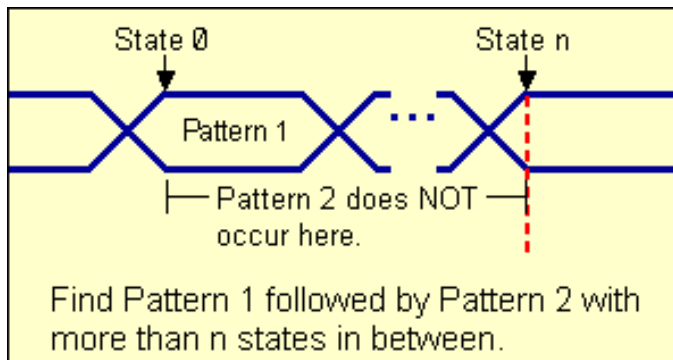 State 0 State n
Pattern 1
...
Pattern 2 does NOT
occur here.
Find Pattern 1 followed by Pattern 2 with
more than n states in between.